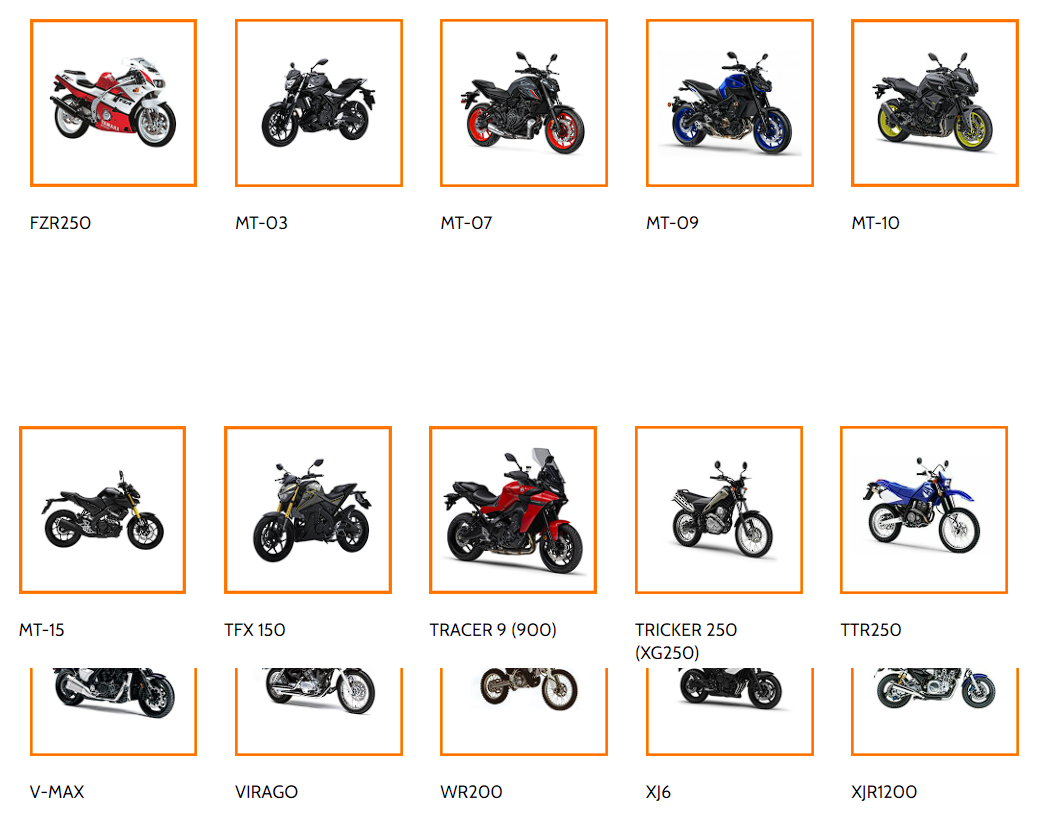 FZR250
MT-03
MT-07
MT-09
MT-10
MT-15
TFX 150
TRACER 9 (900)
TRICKER 250
(XG250)
TTR250
V-MAX
VIRAGO
WR200
XJ6
XJR1200